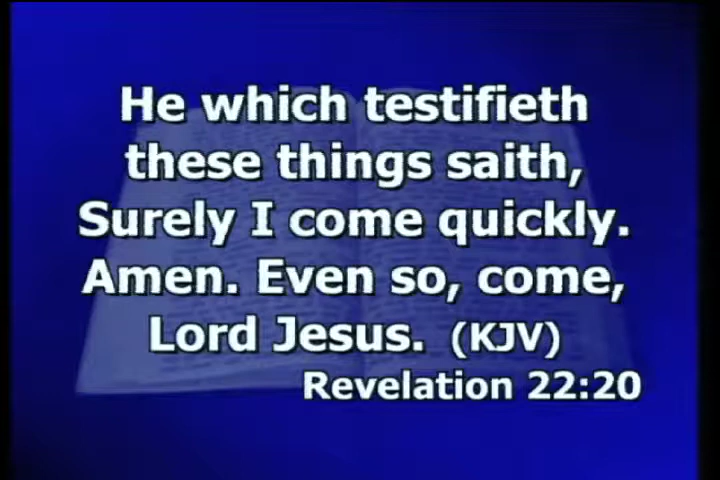 He which testifieth
these things saith,
Surely I come quickly.
Amen. Even so, come,
Lord Jesus. (KJV)
Revelation 22:20